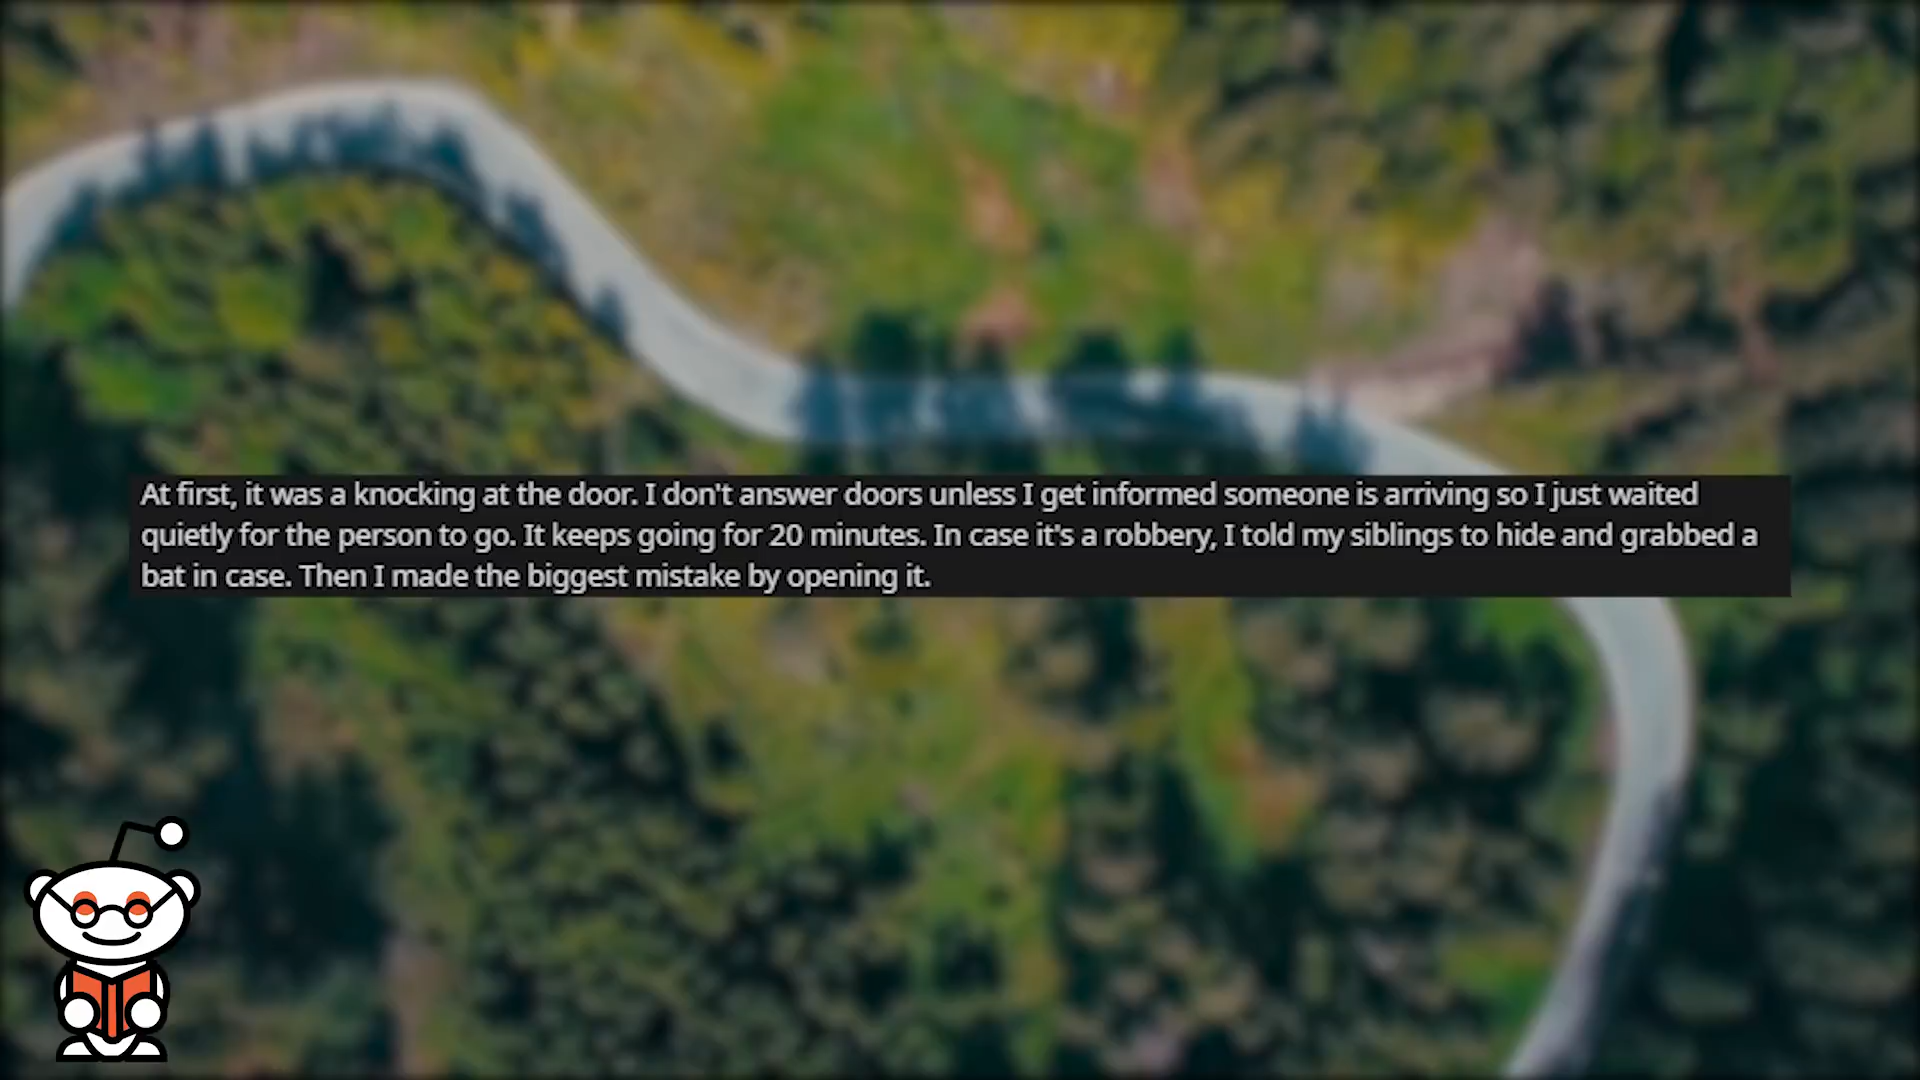 At first, it was a knocking at the door. I don't answer doors unless I get informed someone is arriving so I just waited
quietly for the person to go. It keeps going for 20 minutes. In case it's a robbery, I told my siblings to hide and grabbed a
bat in case. Then I made the biggest mistake by opening it.